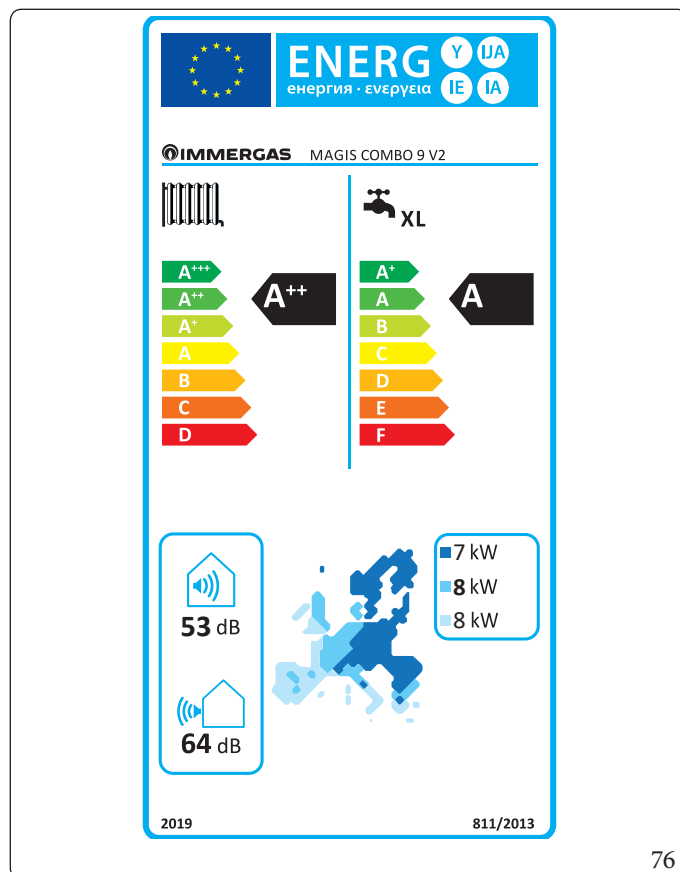 ENERG Y IJA
енергия · ενεργεια IE IA
IMMERGAS MAGIS COMBO 9 V2
XL
A+++
A++
A+
A
B
C
D
A++
A+
A
B
C
D
E
F
A
53 dB
64 dB
7 kW
8 kW
8 kW
2019 811/2013
76